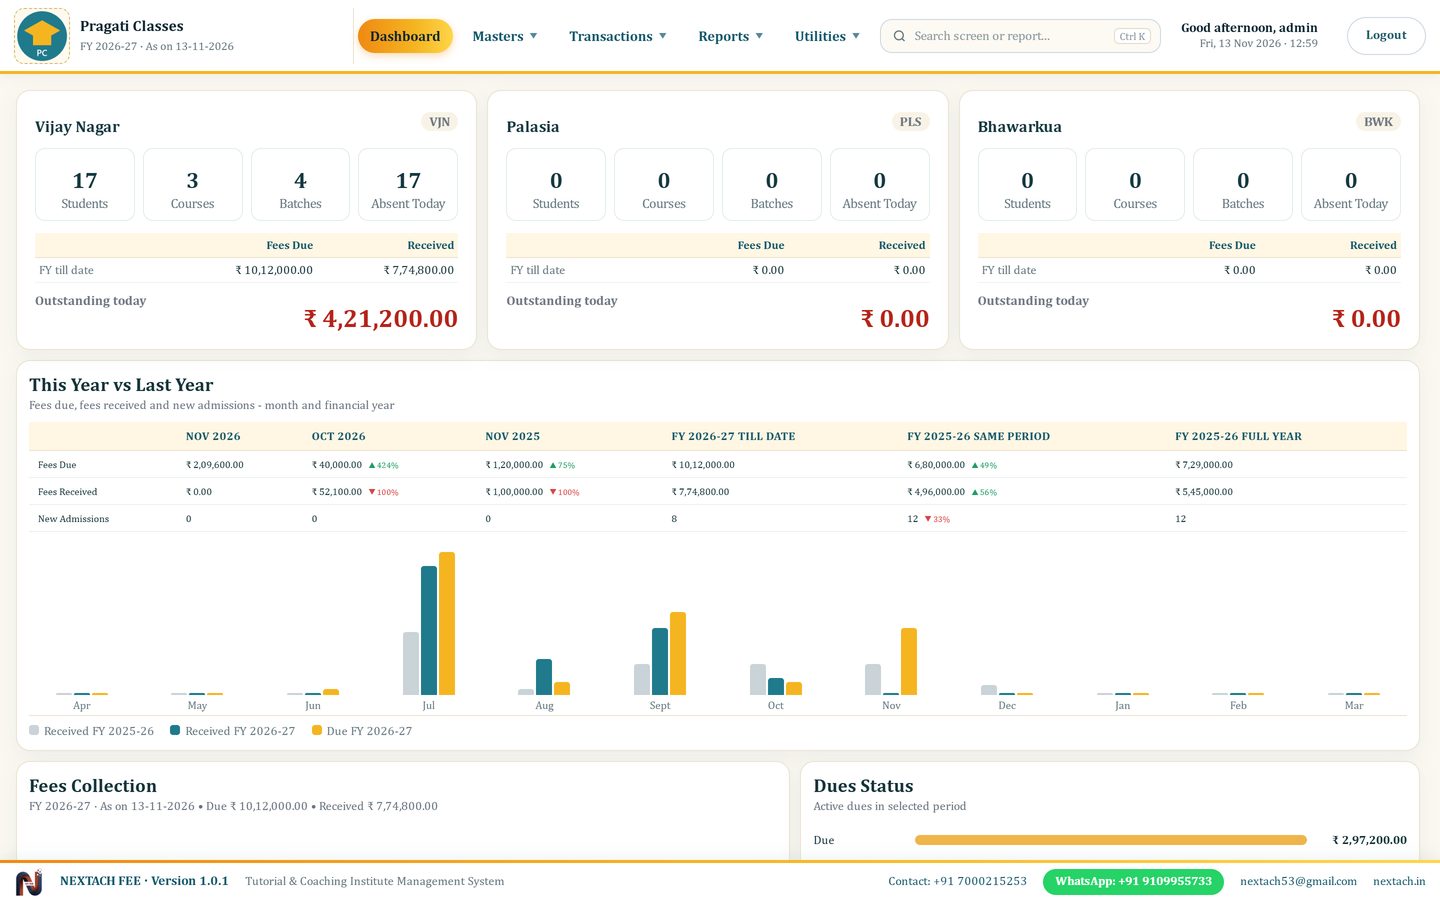 PC
Pragati Classes
FY 2026-27 · As on 13-11-2026
Dashboard
Masters ▼
Transactions ▼
Reports ▼
Utilities ▼
Search screen or report...
Ctrl K
Good afternoon, admin
Fri, 13 Nov 2026 · 12:59
Logout
Vijay Nagar VJN
17 3 4 17
Students Courses Batches Absent Today
Fees Due Received
FY till date ₹ 10,12,000.00 ₹ 7,74,800.00
Outstanding today
₹ 4,21,200.00
Palasia PLS
0 0 0 0
Students Courses Batches Absent Today
Fees Due Received
FY till date ₹ 0.00 ₹ 0.00
Outstanding today
₹ 0.00
Bhawarkua BWK
0 0 0 0
Students Courses Batches Absent Today
Fees Due Received
FY till date ₹ 0.00 ₹ 0.00
Outstanding today
₹ 0.00
This Year vs Last Year
Fees due, fees received and new admissions - month and financial year
NOV 2026 OCT 2026 NOV 2025 FY 2026-27 TILL DATE FY 2025-26 SAME PERIOD FY 2025-26 FULL YEAR
Fees Due ₹ 2,09,600.00 ₹ 40,000.00 ▲ 424% ₹ 1,20,000.00 ▲ 75% ₹ 10,12,000.00 ₹ 6,80,000.00 ▲ 49% ₹ 7,29,000.00
Fees Received ₹ 0.00 ₹ 52,100.00 ▼ 100% ₹ 1,00,000.00 ▼ 100% ₹ 7,74,800.00 ₹ 4,96,000.00 ▲ 56% ₹ 5,45,000.00
New Admissions 0 0 0 8 12 ▼ 33% 12
Apr May Jun Jul Aug Sept Oct Nov Dec Jan Feb Mar
Received FY 2025-26 Received FY 2026-27 Due FY 2026-27
Fees Collection
FY 2026-27 · As on 13-11-2026 • Due ₹ 10,12,000.00 • Received ₹ 7,74,800.00
Dues Status
Active dues in selected period
Due ₹ 2,97,200.00
N
NEXTACH FEE · Version 1.0.1
Tutorial & Coaching Institute Management System
Contact: +91 7000215253
WhatsApp: +91 9109955733
nextach53@gmail.com
nextach.in